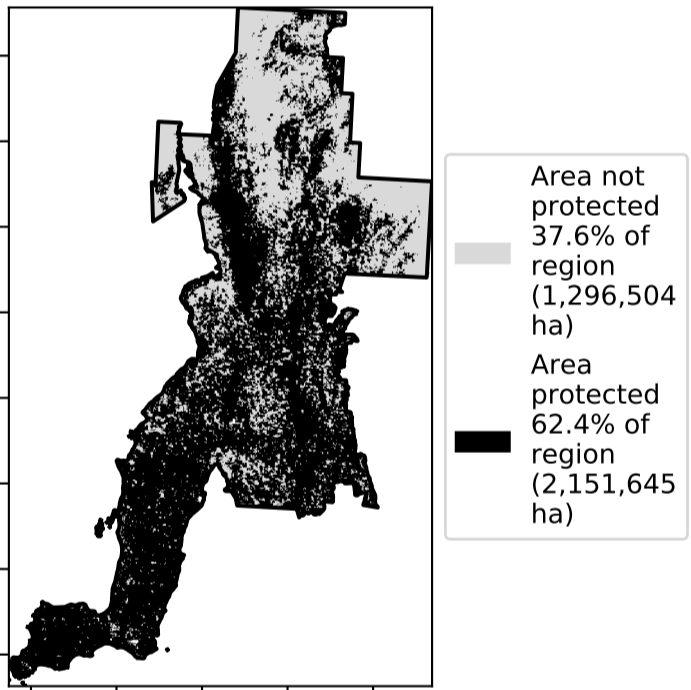 Area not
protected
37.6% of
region
(1,296,504
ha)
Area
protected
62.4% of
region
(2,151,645
ha)